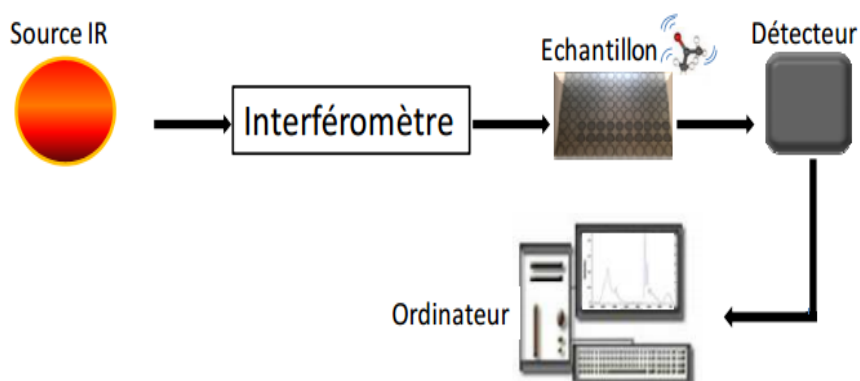 Source IR
Interféromètre
Echantillon
Détecteur
Ordinateur